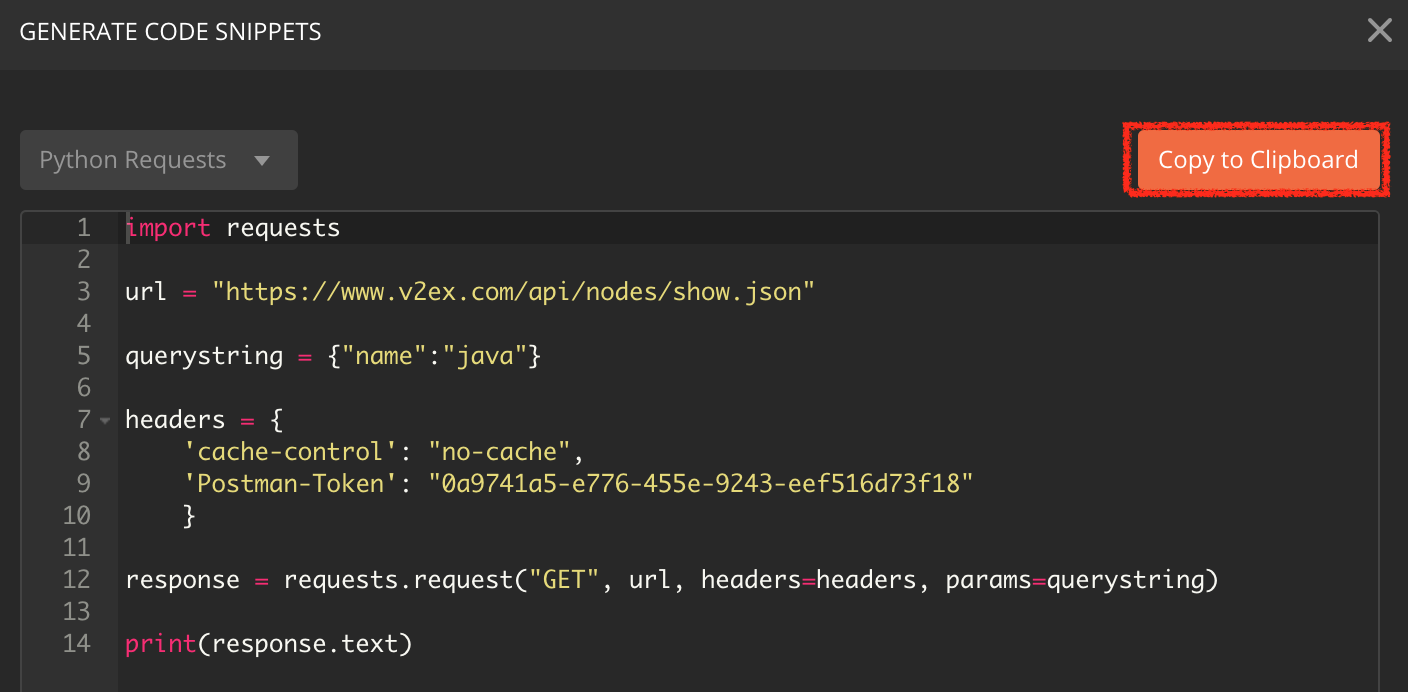 GENERATE CODE SNIPPETS
Python Requests
Copy to Clipboard
1 import requests
2
3 url = "https://www.v2ex.com/api/nodes/show.json"
4
5 querystring = {"name":"java"}
6
7 headers = {
8     'cache-control': "no-cache",
9     'Postman-Token': "0a9741a5-e776-455e-9243-eef516d73f18"
10     }
11
12 response = requests.request("GET", url, headers=headers, params=querystring)
13
14 print(response.text)